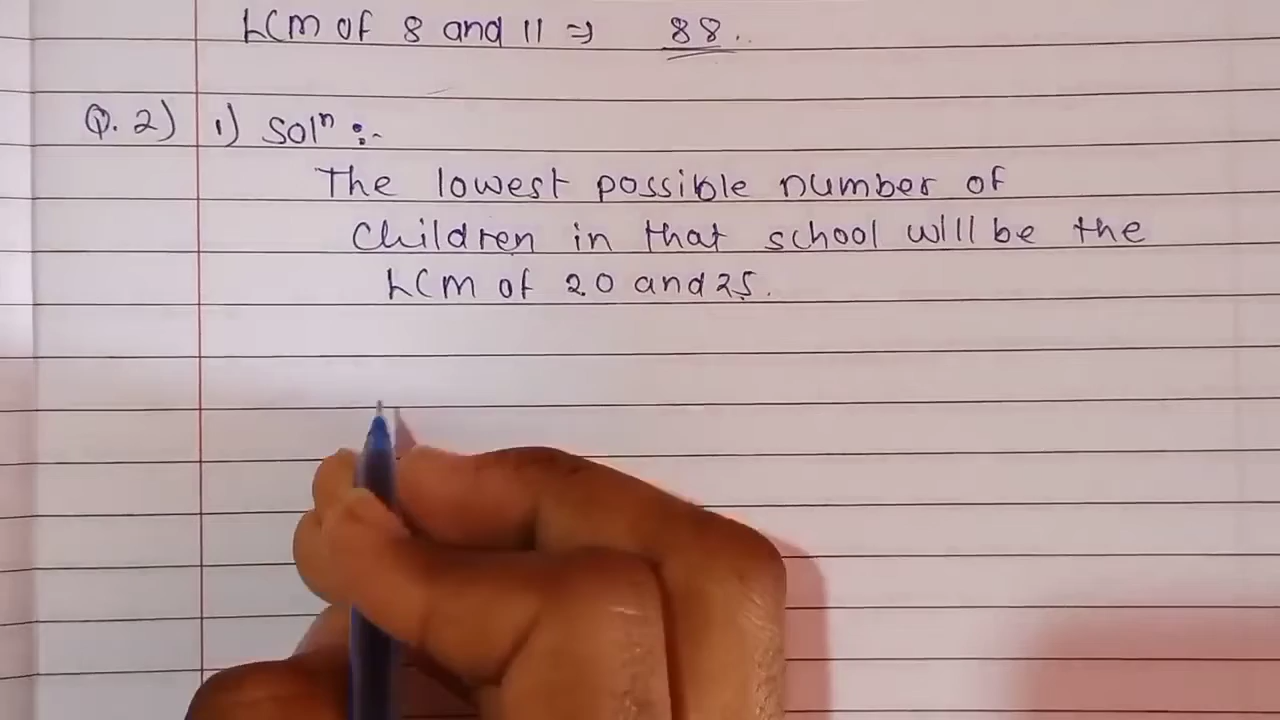 LCM of 8 and 11 ⇒ 88.
Q. 2) 1) Solⁿ :-
The lowest possible number of
children in that school will be the
LCM of 20 and 25.